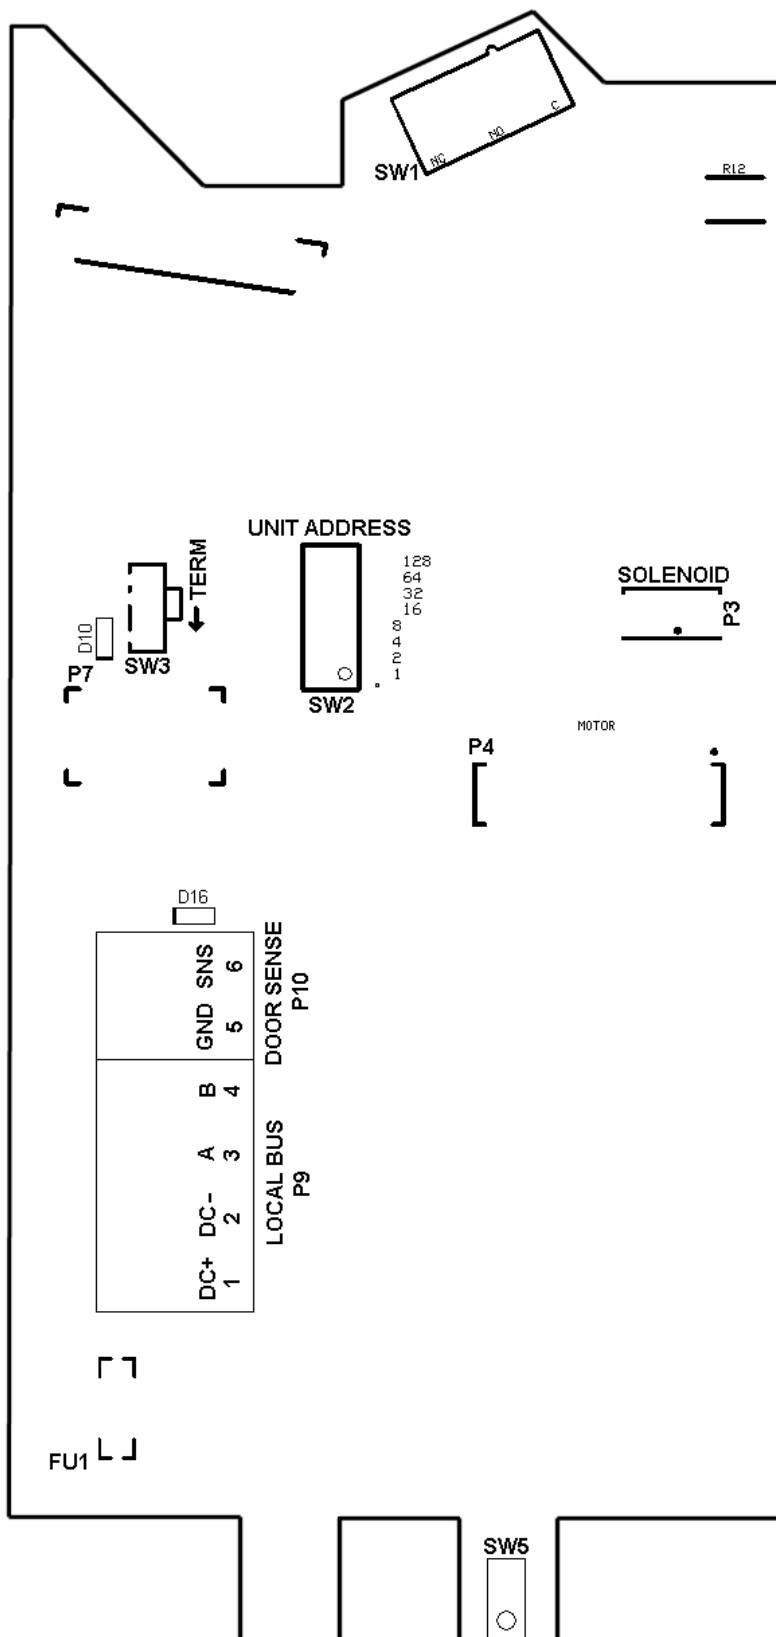 NC
NO
C
SW1
R12
UNIT ADDRESS
TERM
128
64
32
16
8
4
2
1
SW2
D10
SW3
P7
SOLENOID
P3
MOTOR
P4
D16
SNS
6
GND
5
DOOR SENSE
P10
B
4
A
3
DC-
2
DC+
1
LOCAL BUS
P9
FU1
SW5